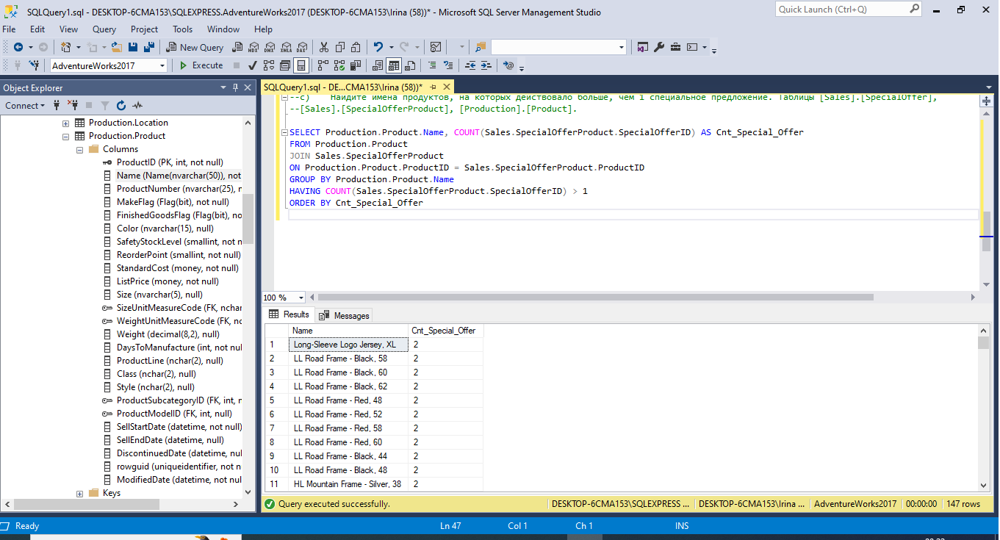 SQLQuery1.sql - DESKTOP-6CMA153\SQLEXPRESS.AdventureWorks2017 (DESKTOP-6CMA153\Irina (58))* - Microsoft SQL Server Management Studio
Quick Launch (Ctrl+Q)
File Edit View Query Project Tools Window Help
New Query
MDX DMX XMLA DAX
AdventureWorks2017
Execute
Object Explorer
SQLQuery1.sql - DE...CMA153\Irina (58))*
Connect
Production.Location
Production.Product
Columns
ProductID (PK, int, not null)
Name (Name(nvarchar(50)), not
ProductNumber (nvarchar(25), r
MakeFlag (Flag(bit), not null)
FinishedGoodsFlag (Flag(bit), no
Color (nvarchar(15), null)
SafetyStockLevel (smallint, not n
ReorderPoint (smallint, not null)
StandardCost (money, not null)
ListPrice (money, not null)
Size (nvarchar(5), null)
SizeUnitMeasureCode (FK, nchar
WeightUnitMeasureCode (FK, nc
Weight (decimal(8,2), null)
DaysToManufacture (int, not nul
ProductLine (nchar(2), null)
Class (nchar(2), null)
Style (nchar(2), null)
ProductSubcategoryID (FK, int, n
ProductModelID (FK, int, null)
SellStartDate (datetime, not null)
SellEndDate (datetime, null)
DiscontinuedDate (datetime, nul
rowguid (uniqueidentifier, not n
ModifiedDate (datetime, not null
Keys
--c) Найдите имена продуктов, на которых действовало больше, чем 1 специальное предложение. Таблицы [Sales].[SpecialOffer],
--[Sales].[SpecialOfferProduct], [Production].[Product].
SELECT Production.Product.Name, COUNT(Sales.SpecialOfferProduct.SpecialOfferID) AS Cnt_Special_Offer
FROM Production.Product
JOIN Sales.SpecialOfferProduct
ON Production.Product.ProductID = Sales.SpecialOfferProduct.ProductID
GROUP BY Production.Product.Name
HAVING COUNT(Sales.SpecialOfferProduct.SpecialOfferID) > 1
ORDER BY Cnt_Special_Offer
100 %
Results Messages
Name Cnt_Special_Offer
1 Long-Sleeve Logo Jersey, XL 2
2 LL Road Frame - Black, 58 2
3 LL Road Frame - Black, 60 2
4 LL Road Frame - Black, 62 2
5 LL Road Frame - Red, 48 2
6 LL Road Frame - Red, 52 2
7 LL Road Frame - Red, 58 2
8 LL Road Frame - Red, 60 2
9 LL Road Frame - Black, 44 2
10 LL Road Frame - Black, 48 2
11 HL Mountain Frame - Silver, 38 2
Query executed successfully. DESKTOP-6CMA153\SQLEXPRESS ... DESKTOP-6CMA153\Irina ... AdventureWorks2017 00:00:00 147 rows
Ready Ln 47 Col 1 Ch 1 INS